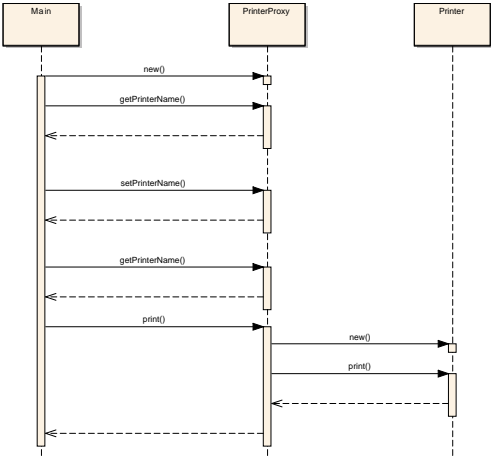 Main
PrinterProxy
Printer
new()
getPrinterName()
setPrinterName()
getPrinterName()
print()
new()
print()